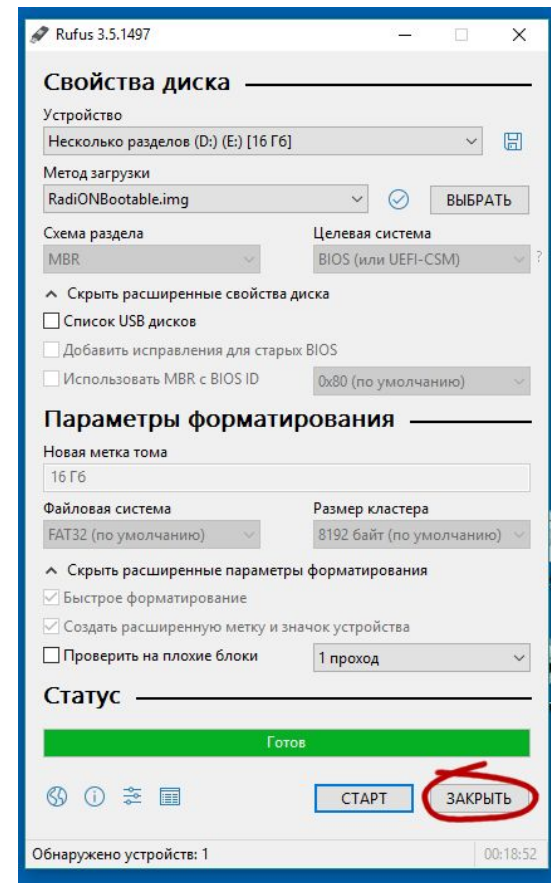 Rufus 3.5.1497
Свойства диска
Устройство
Несколько разделов (D:) (E:) [16 Гб]
Метод загрузки
RadiONBootable.img ВЫБРАТЬ
Схема раздела Целевая система
MBR BIOS (или UEFI-CSM) ?
Скрыть расширенные свойства диска
Список USB дисков
Добавить исправления для старых BIOS
Использовать MBR с BIOS ID 0x80 (по умолчанию)
Параметры форматирования
Новая метка тома
16 Гб
Файловая система Размер кластера
FAT32 (по умолчанию) 8192 байт (по умолчанию)
Скрыть расширенные параметры форматирования
Быстрое форматирование
Создать расширенную метку и значок устройства
Проверить на плохие блоки 1 проход
Статус
Готов
СТАРТ ЗАКРЫТЬ
Обнаружено устройств: 1 00:18:52